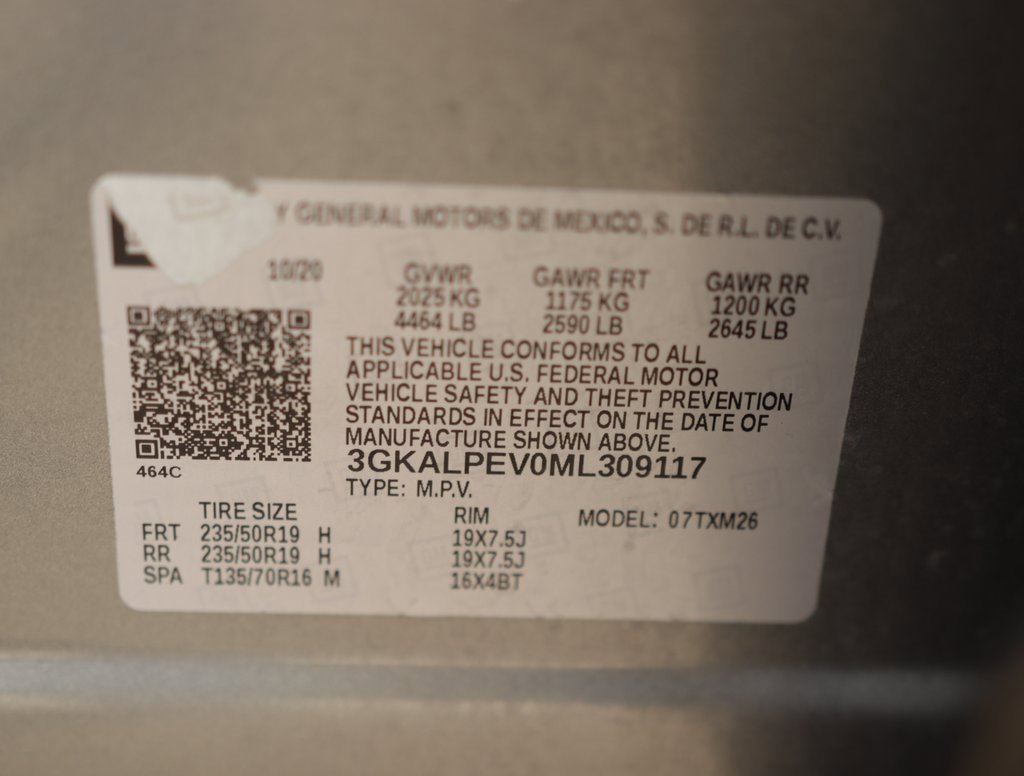 Y GENERAL MOTORS DE MEXICO, S. DE R.L. DE C.V.
10/20 GVWR GAWR FRT GAWR RR
2025 KG 1175 KG 1200 KG
4464 LB 2590 LB 2645 LB
THIS VEHICLE CONFORMS TO ALL
APPLICABLE U.S. FEDERAL MOTOR
VEHICLE SAFETY AND THEFT PREVENTION
STANDARDS IN EFFECT ON THE DATE OF
MANUFACTURE SHOWN ABOVE.
464C
3GKALPEV0ML309117
TYPE: M.P.V.
TIRE SIZE RIM MODEL: 07TXM26
FRT 235/50R19 H 19X7.5J
RR 235/50R19 H 19X7.5J
SPA T135/70R16 M 16X4BT